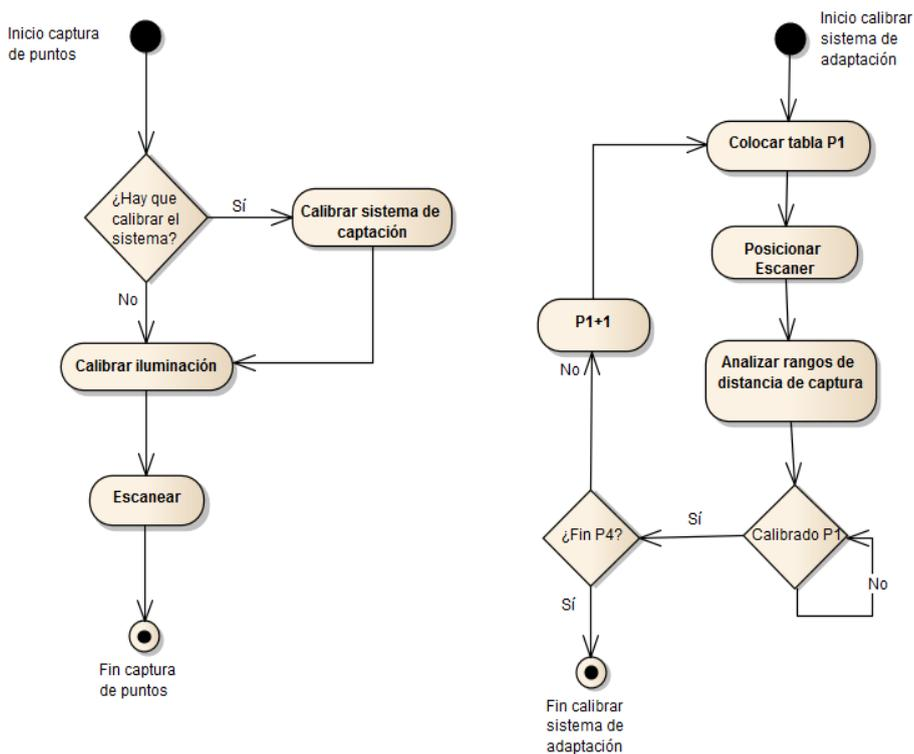 Inicio captura
de puntos
¿Hay que
calibrar el
sistema?
Sí
Calibrar sistema de
captación
No
Calibrar iluminación
Escanear
Fin captura
de puntos
Inicio calibrar
sistema de
adaptación
Colocar tabla P1
Posicionar
Escaner
P1+1
Analizar rangos de
distancia de captura
No
Calibrado P1
No
Sí
¿Fin P4?
Sí
Fin calibrar
sistema de
adaptación